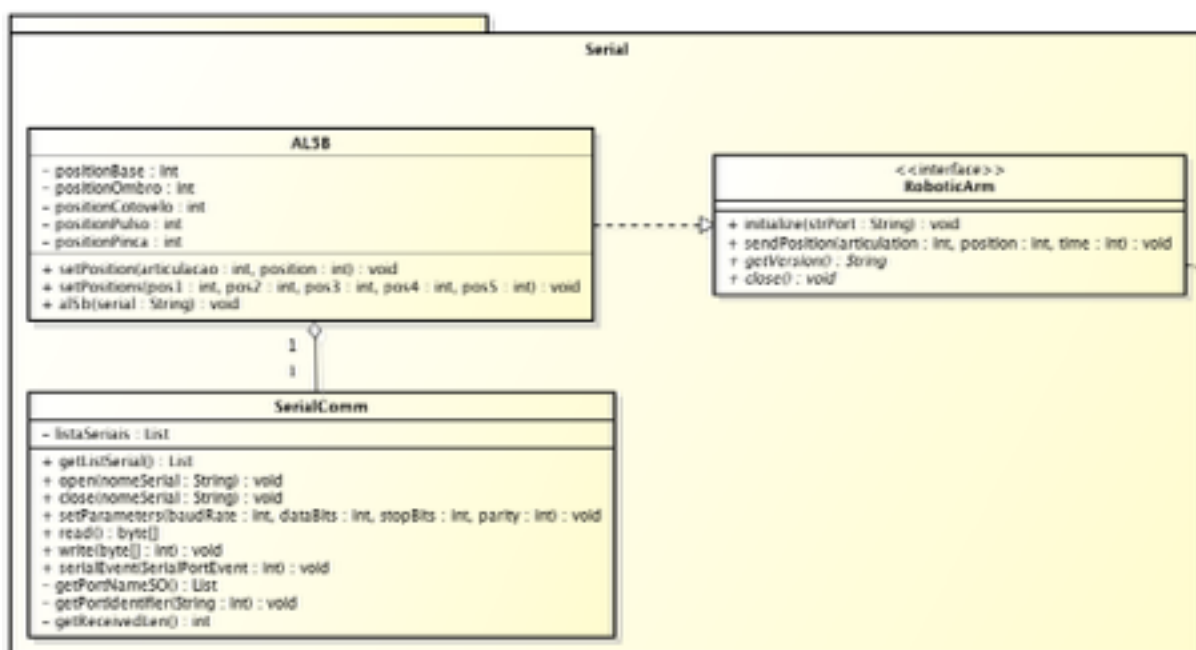 Serial
AL5B
- positionBase : int
- positionOmbro : int
- positionCotovelo : int
- positionPulso : int
- positionPinca : int
+ setPosition(articulacao : int, position : int) : void
+ setPositions(pos1 : int, pos2 : int, pos3 : int, pos4 : int, pos5 : int) : void
+ al5b(serial : String) : void
<<interface>>
RoboticArm
+ initialize(strPort : String) : void
+ sendPosition(articulation : int, position : int, time : int) : void
+ getVersion() : String
+ close() : void
1
1
SerialComm
- listaSeriais : List
+ getListSerial() : List
+ open(nomeSerial : String) : void
+ close(nomeSerial : String) : void
+ setParameters(baudRate : int, dataBits : int, stopBits : int, parity : int) : void
+ read() : byte[]
+ write(byte[] : int) : void
+ serialEvent(SerialPortEvent : int) : void
- getPortNameSO() : List
- getPortIdentifier(String : int) : void
- getReceivedLen() : int